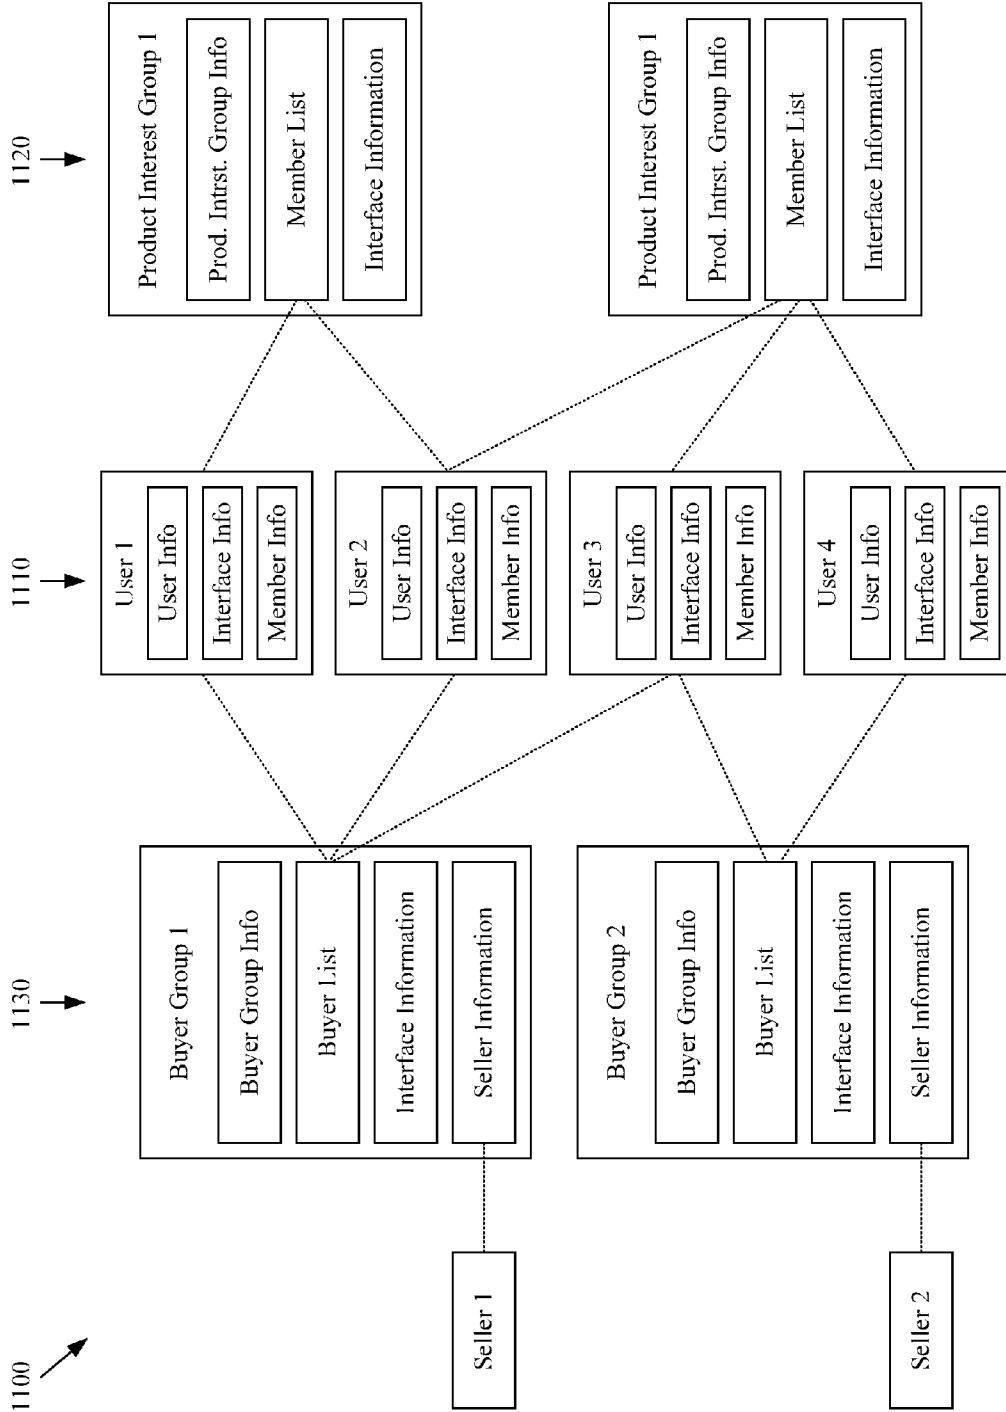 1100
1130
1110
1120
Seller 1
Buyer Group 1
Buyer Group Info
Buyer List
Interface Information
Seller Information
User 1
User Info
Interface Info
Member Info
User 2
User Info
Interface Info
Member Info
Product Interest Group 1
Prod. Intrst. Group Info
Member List
Interface Information
Seller 2
Buyer Group 2
Buyer Group Info
Buyer List
Interface Information
Seller Information
User 3
User Info
Interface Info
Member Info
User 4
User Info
Interface Info
Member Info
Product Interest Group 1
Prod. Intrst. Group Info
Member List
Interface Information